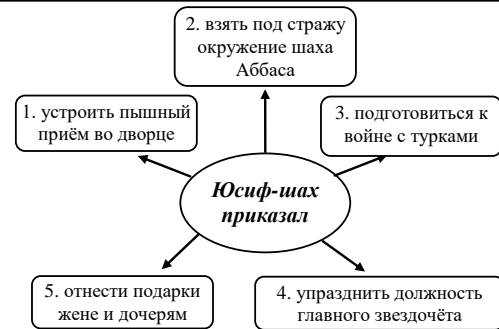 2. взять под стражу
окружение шаха
Аббаса
1. устроить пышный
приём во дворце
3. подготовиться к
войне с турками
Юсиф-шах
приказал
5. отнести подарки
жене и дочерям
4. упразднить должность
главного звездочёта